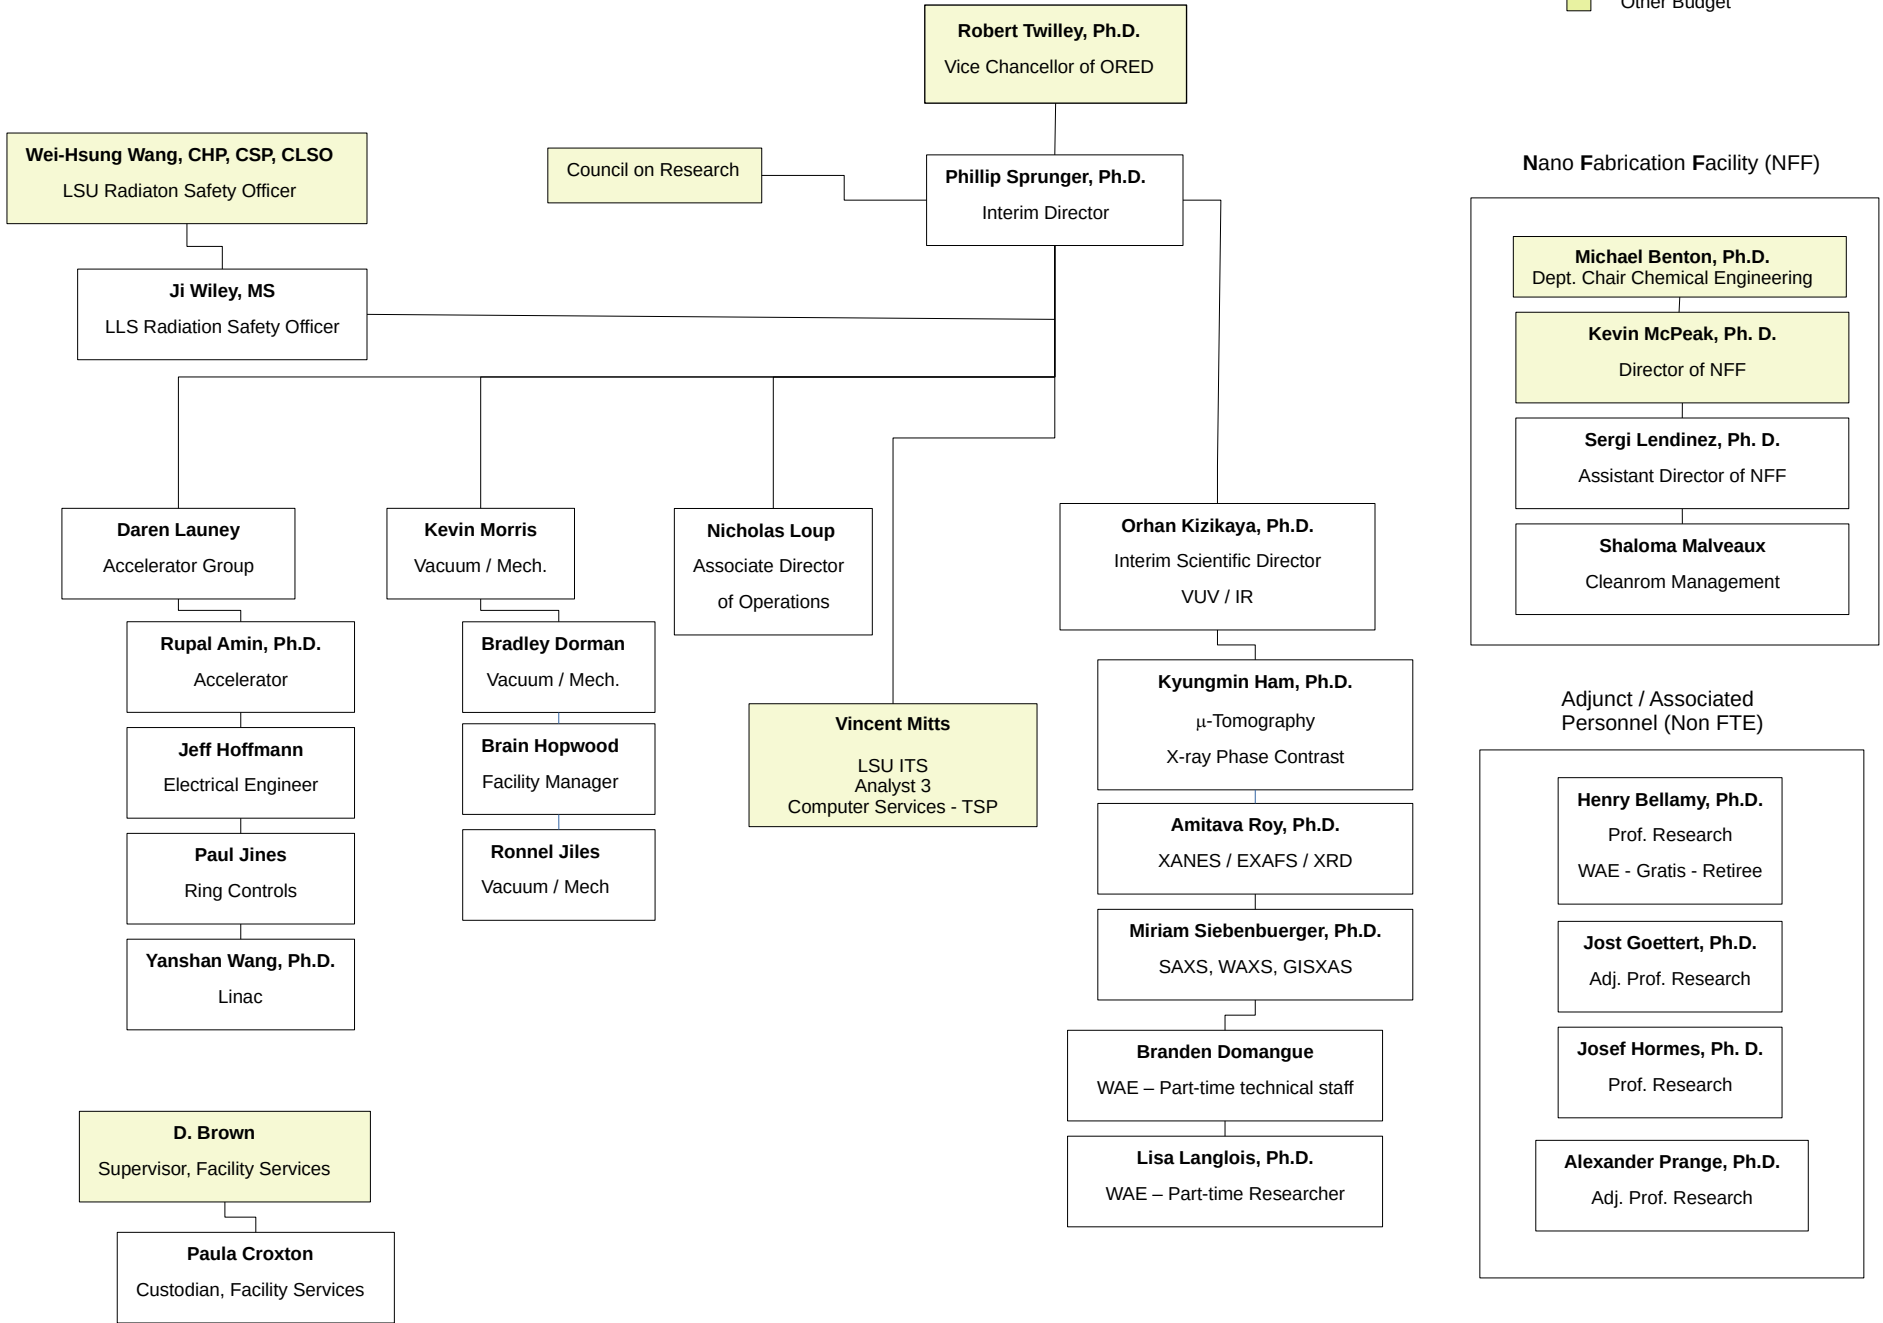 Other Budget
Robert Twilley, Ph.D.
Vice Chancellor of ORED
Wei-Hsung Wang, CHP, CSP, CLSO
LSU Radiaton Safety Officer
Council on Research
Phillip Sprunger, Ph.D.
Interim Director
Ji Wiley, MS
LLS Radiation Safety Officer
Daren Launey
Accelerator Group
Rupal Amin, Ph.D.
Accelerator
Jeff Hoffmann
Electrical Engineer
Paul Jines
Ring Controls
Yanshan Wang, Ph.D.
Linac
Kevin Morris
Vacuum / Mech.
Bradley Dorman
Vacuum / Mech.
Brain Hopwood
Facility Manager
Ronnel Jiles
Vacuum / Mech
Nicholas Loup
Associate Director
of Operations
Vincent Mitts
LSU ITS
Analyst 3
Computer Services - TSP
Orhan Kizikaya, Ph.D.
Interim Scientific Director
VUV / IR
Kyungmin Ham, Ph.D.
μ-Tomography
X-ray Phase Contrast
Amitava Roy, Ph.D.
XANES / EXAFS / XRD
Miriam Siebenbuerger, Ph.D.
SAXS, WAXS, GISXAS
Branden Domangue
WAE – Part-time technical staff
Lisa Langlois, Ph.D.
WAE – Part-time Researcher
D. Brown
Supervisor, Facility Services
Paula Croxton
Custodian, Facility Services
Nano Fabrication Facility (NFF)
Michael Benton, Ph.D.
Dept. Chair Chemical Engineering
Kevin McPeak, Ph. D.
Director of NFF
Sergi Lendinez, Ph. D.
Assistant Director of NFF
Shaloma Malveaux
Cleanrom Management
Adjunct / Associated
Personnel (Non FTE)
Henry Bellamy, Ph.D.
Prof. Research
WAE - Gratis - Retiree
Jost Goettert, Ph.D.
Adj. Prof. Research
Josef Hormes, Ph. D.
Prof. Research
Alexander Prange, Ph.D.
Adj. Prof. Research